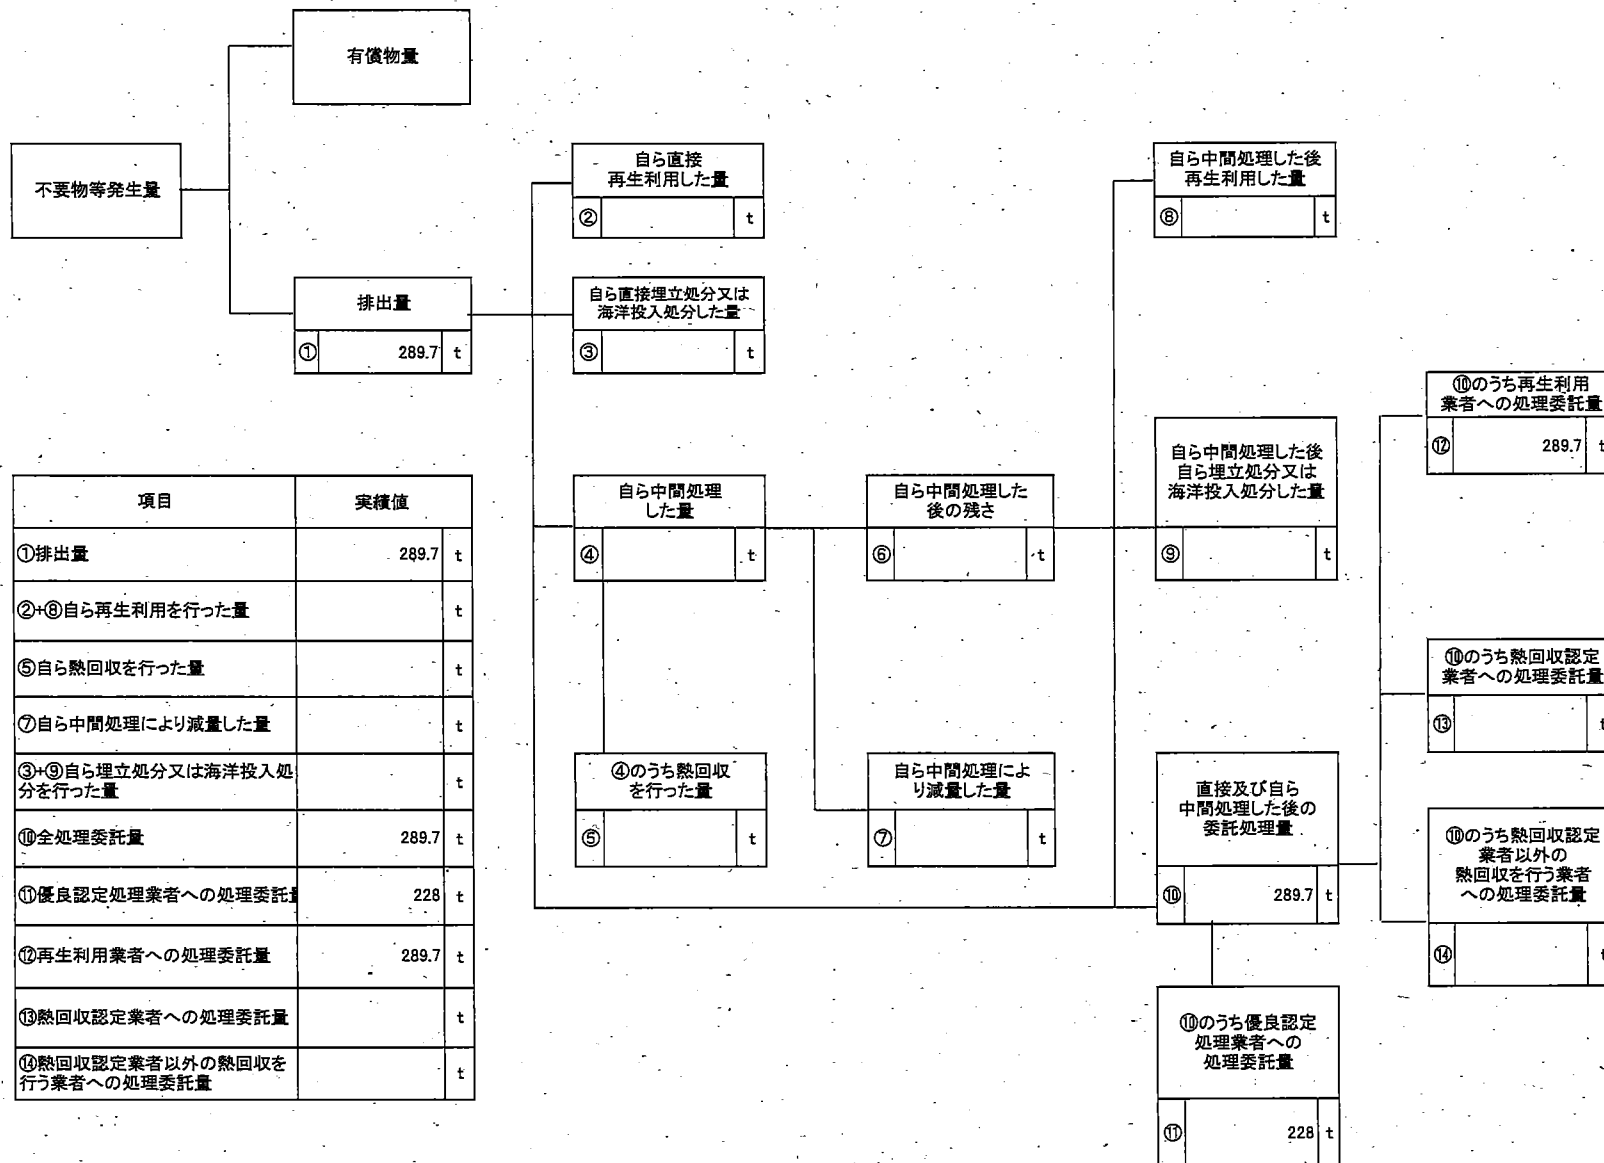 有償物量
不要物等発生量
排出量
① 289.7 t
自ら直接
再生利用した量
② t
自ら直接埋立処分又は
海洋投入処分した量
③ t
自ら中間処理
した量
④ t
④のうち熱回収
を行った量
⑤ t
自ら中間処理した
後の残さ
⑥ t
自ら中間処理によ
り減量した量
⑦ t
自ら中間処理した後
再生利用した量
⑧ t
自ら中間処理した後
自ら埋立処分又は
海洋投入処分した量
⑨ t
直接及び自ら
中間処理した後の
委託処理量
⑩ 289.7 t
⑩のうち優良認定
処理業者への
処理委託量
⑪ 228 t
⑩のうち再生利用
業者への処理委託量
⑫ 289.7 t
⑩のうち熱回収認定
業者への処理委託量
⑬ t
⑩のうち熱回収認定
業者以外の
熱回収を行う業者
への処理委託量
⑭ t
項目 実績値
①排出量 289.7 t
②+⑧自ら再生利用を行った量 t
⑤自ら熱回収を行った量 t
⑦自ら中間処理により減量した量 t
③+⑨自ら埋立処分又は海洋投入処
分を行った量 t
⑩全処理委託量 289.7 t
⑪優良認定処理業者への処理委託量 228 t
⑫再生利用業者への処理委託量 289.7 t
⑬熱回収認定業者への処理委託量 t
⑭熱回収認定業者以外の熱回収を
行う業者への処理委託量 t